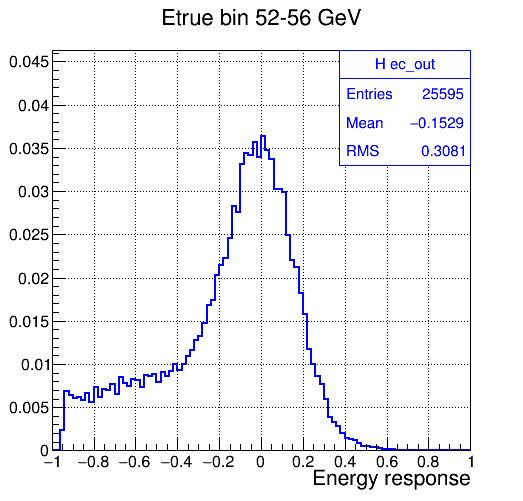 Etrue bin 52-56 GeV
H ec_out
Entries 25595
Mean −0.1529
RMS 0.3081
0.045
0.04
0.035
0.03
0.025
0.02
0.015
0.01
0.005
0
−1 −0.8 −0.6 −0.4 −0.2 0 0.2 0.4 0.6 0.8 1
Energy response